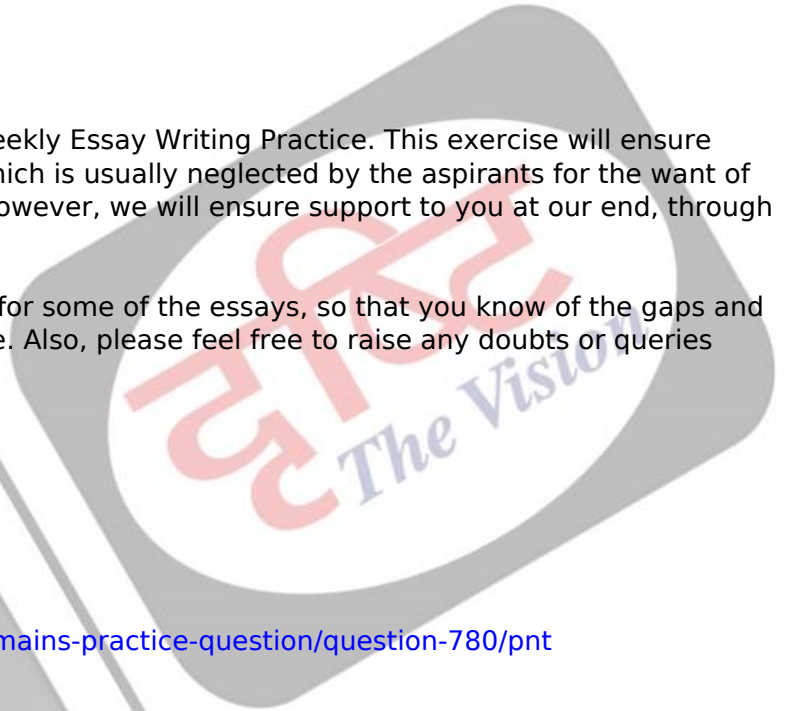 eekly Essay Writing Practice. This exercise will ensure
hich is usually neglected by the aspirants for the want of
owever, we will ensure support to you at our end, through
for some of the essays, so that you know of the gaps and
e. Also, please feel free to raise any doubts or queries
दृष्टि
The Vision
mains-practice-question/question-780/pnt